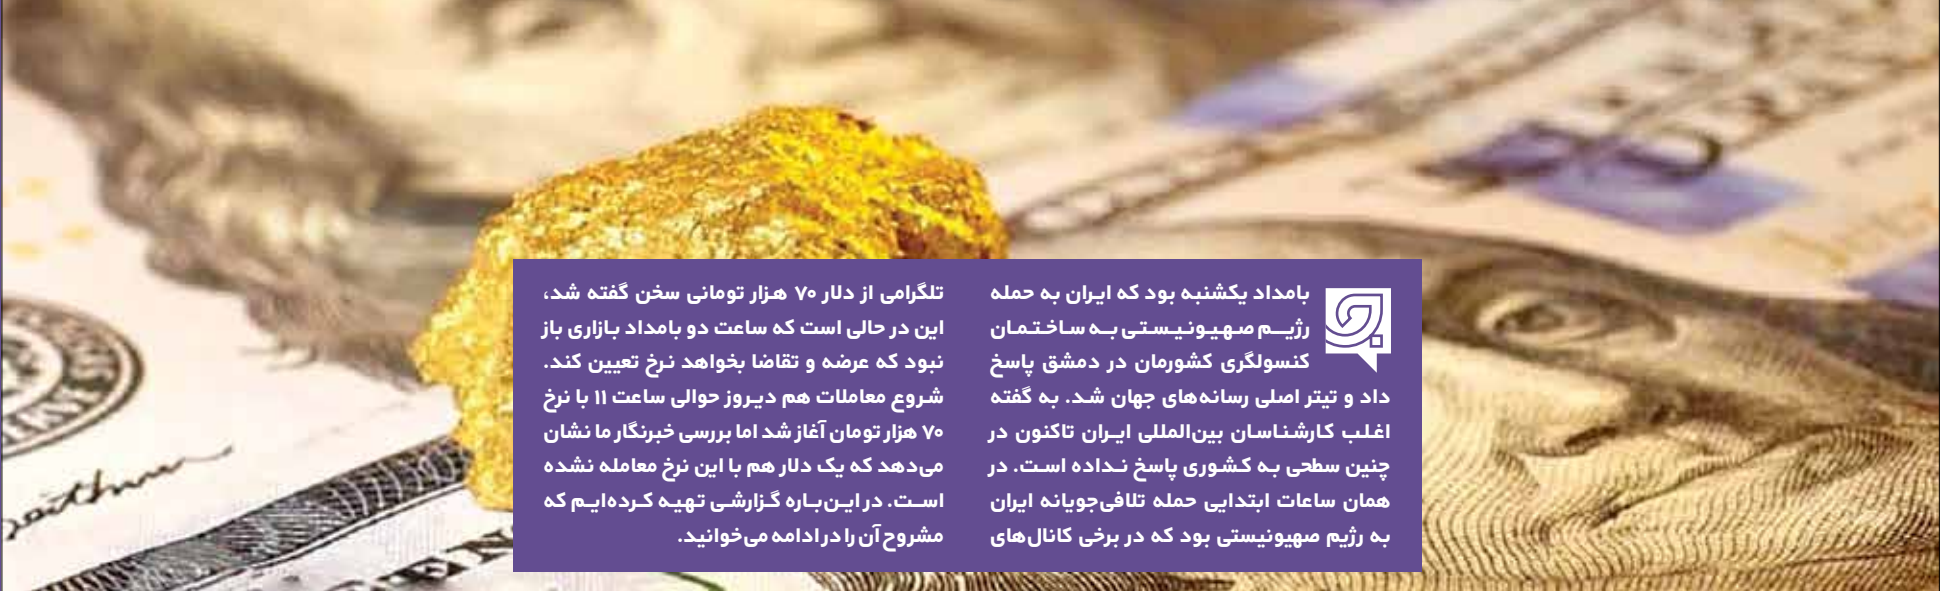 بامداد یکشنبه بود که ایران به حمله
رژیم صهیونیستی به ساختمان
کنسولگری کشورمان در دمشق پاسخ
داد و تیتر اصلی رسانه‌های جهان شد. به گفته
اغلب کارشناسان بین‌المللی ایران تاکنون در
چنین سطحی به کشوری پاسخ نداده است. در
همان ساعات ابتدایی حمله تلافی‌جویانه ایران
به رژیم صهیونیستی بود که در برخی کانال‌های
تلگرامی از دلار ۷۰ هزار تومانی سخن گفته شد،
این در حالی است که ساعت دو بامداد بازاری باز
نبود که عرضه و تقاضا بخواهد نرخ تعیین کند.
شروع معاملات هم دیروز حوالی ساعت ۱۱ با نرخ
۷۰ هزار تومان آغاز شد اما بررسی خبرنگار ما نشان
می‌دهد که یک دلار هم با این نرخ معامله نشده
است. در این‌باره گزارشی تهیه کرده‌ایم که
مشروح آن را در ادامه می‌خوانید.